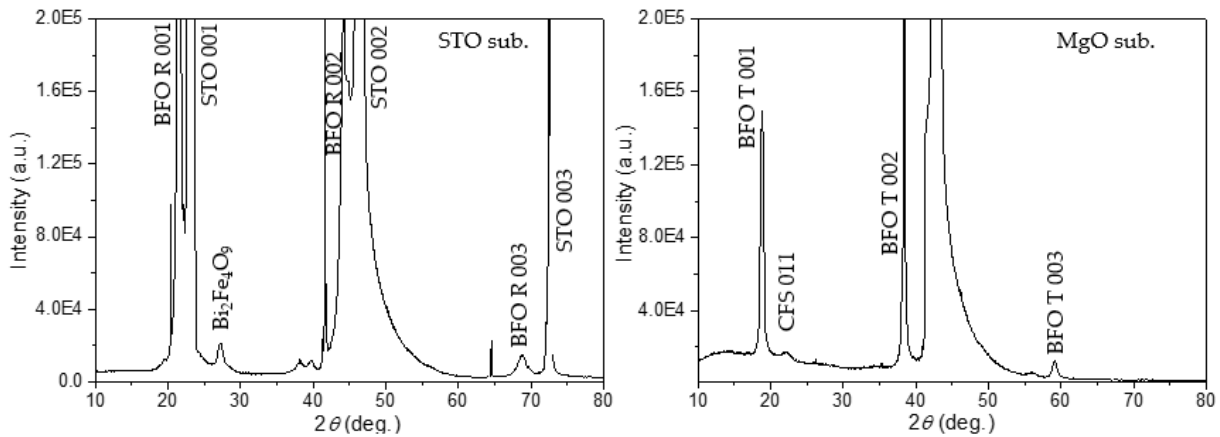 STO sub.
2.0E5
1.6E5
1.2E5
8.0E4
4.0E4
0.0
Intensity (a.u.)
BFO R 001
STO 001
Bi₂Fe₄O₉
BFO R 002
STO 002
BFO R 003
STO 003
10 20 30 40 50 60 70 80
2θ (deg.)
MgO sub.
2.0E5
1.6E5
1.2E5
8.0E4
4.0E4
Intensity (a.u.)
BFO T 001
CFS 011
BFO T 002
BFO T 003
10 20 30 40 50 60 70 80
2θ (deg.)